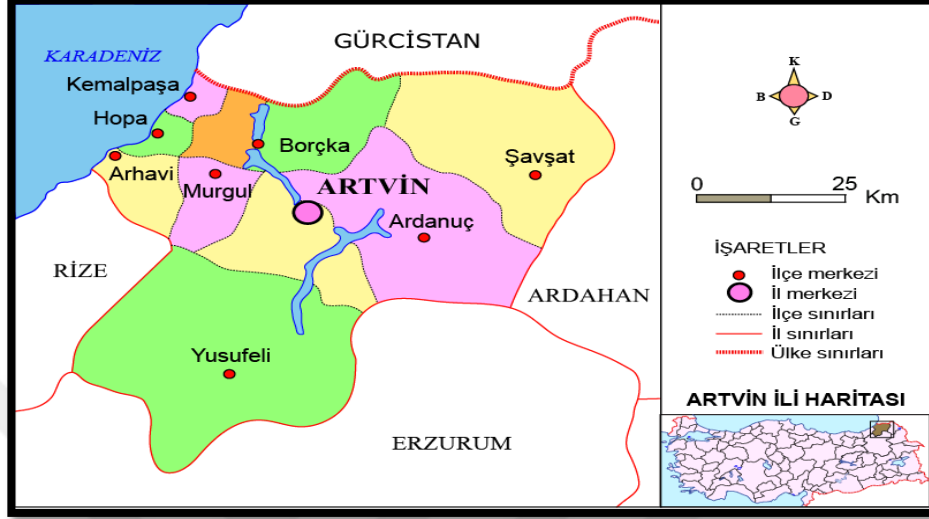 GÜRCİSTAN
KARADENİZ
Kemalpaşa
Hopa
Borçka
Arhavi
Murgul
Şavşat
ARTVİN
Ardanuç
RİZE
ARDAHAN
Yusufeli
ERZURUM
K
B D
G
0 25 Km
İŞARETLER
İlçe merkezi
İl merkezi
İlçe sınırları
İl sınırları
Ülke sınırları
ARTVİN İLİ HARİTASI